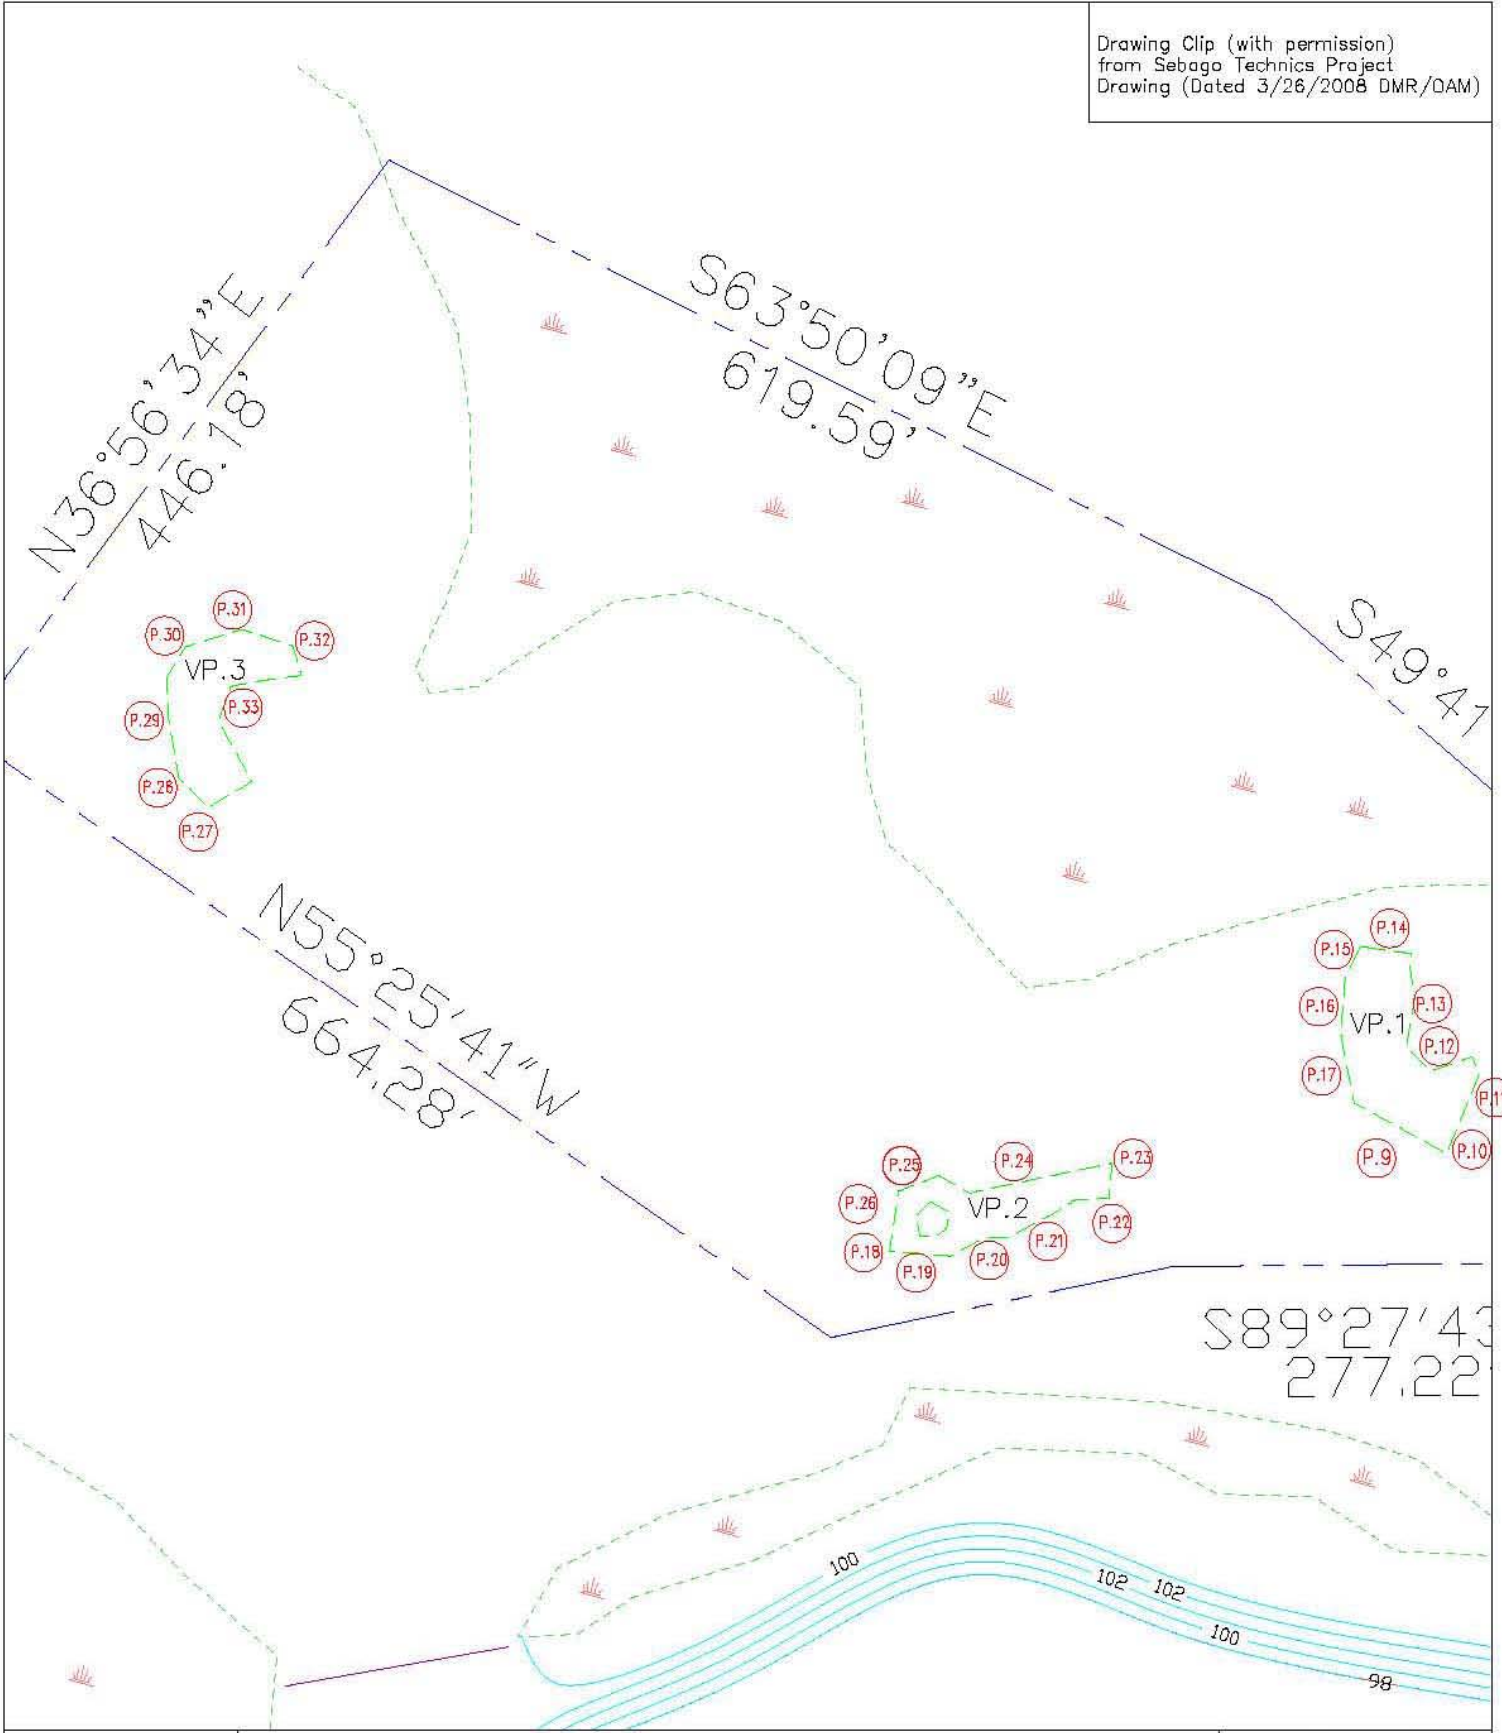 Drawing Clip (with permission)
from Sebago Technics Project
Drawing (Dated 3/26/2008 DMR/OAM)
S63°50'09"E
619.59'
N36°56'34"E
446.18'
S49°41
P.31
P.30
P.32
VP.3
P.33
P.29
P.28
P.27
N55°25'41"W
664.28'
P.14
P.15
P.16
P.13
VP.1
P.12
P.17
P.11
P.9
P.10
P.25
P.24
P.23
P.26
VP.2
P.22
P.18
P.21
P.19
P.20
S89°27'43
277.22'
100
102
102
100
98